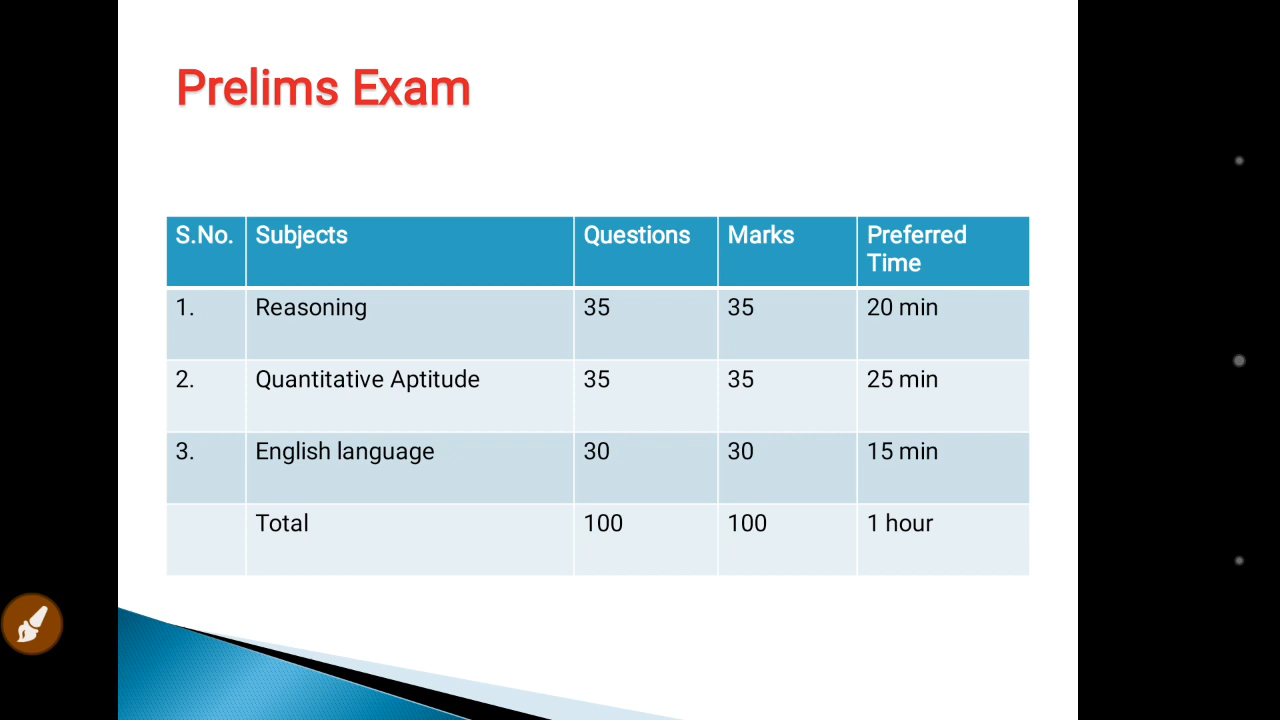 Prelims Exam
S.No. Subjects Questions Marks Preferred Time
1. Reasoning 35 35 20 min
2. Quantitative Aptitude 35 35 25 min
3. English language 30 30 15 min
Total 100 100 1 hour